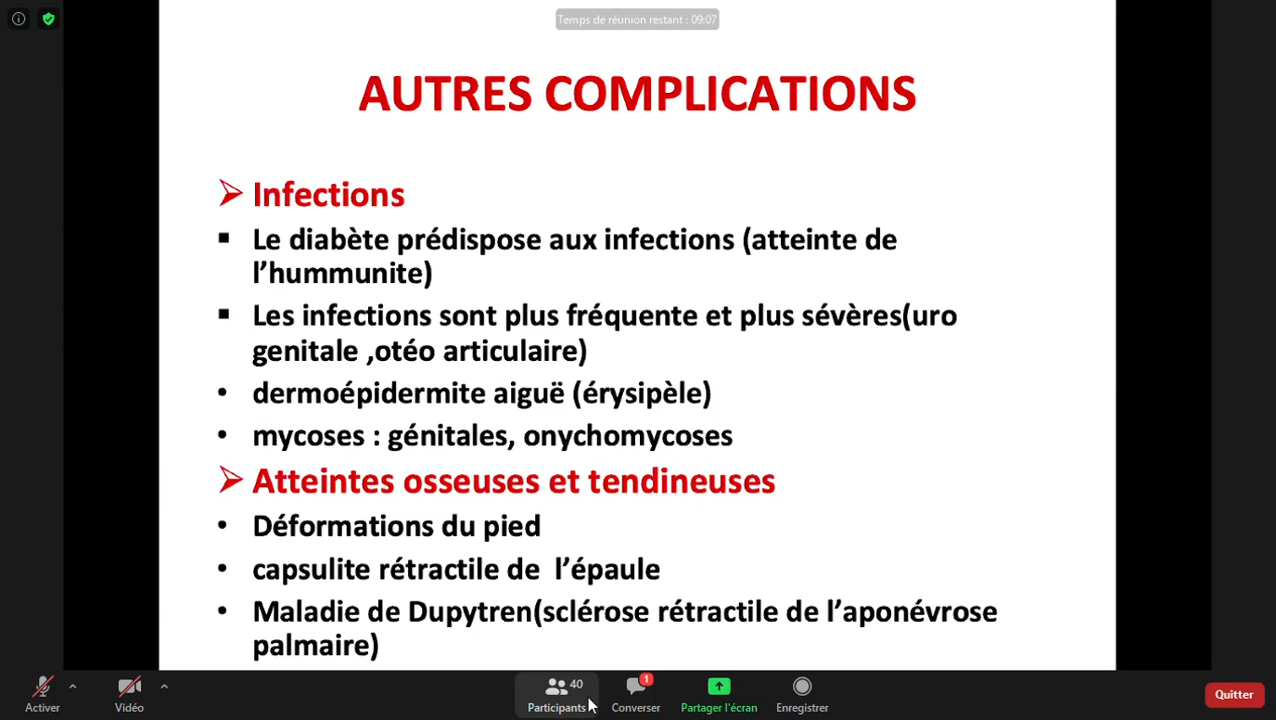 Temps de réunion restant : 09:07
AUTRES COMPLICATIONS
➢ Infections
▪ Le diabète prédispose aux infections (atteinte de
l’hummunite)
▪ Les infections sont plus fréquente et plus sévères(uro
genitale ,otéo articulaire)
• dermoépidermite aiguë (érysipèle)
• mycoses : génitales, onychomycoses
➢ Atteintes osseuses et tendineuses
• Déformations du pied
• capsulite rétractile de l’épaule
• Maladie de Dupytren(sclérose rétractile de l’aponévrose
palmaire)
40 1
Activer Vidéo Participants Converser Partager l'écran Enregistrer Quitter